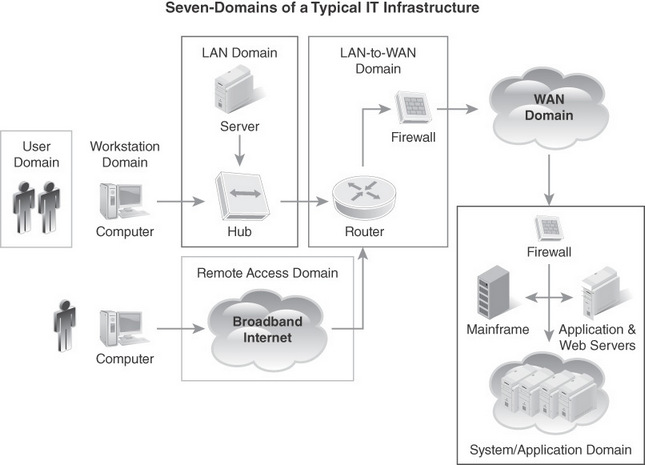 Seven-Domains of a Typical IT Infrastructure
LAN Domain
LAN-to-WAN
Domain
Server
Firewall
WAN
Domain
User
Domain
Workstation
Domain
Computer
Hub
Router
Firewall
Remote Access Domain
Broadband
Internet
Computer
Mainframe
Application &
Web Servers
System/Application Domain